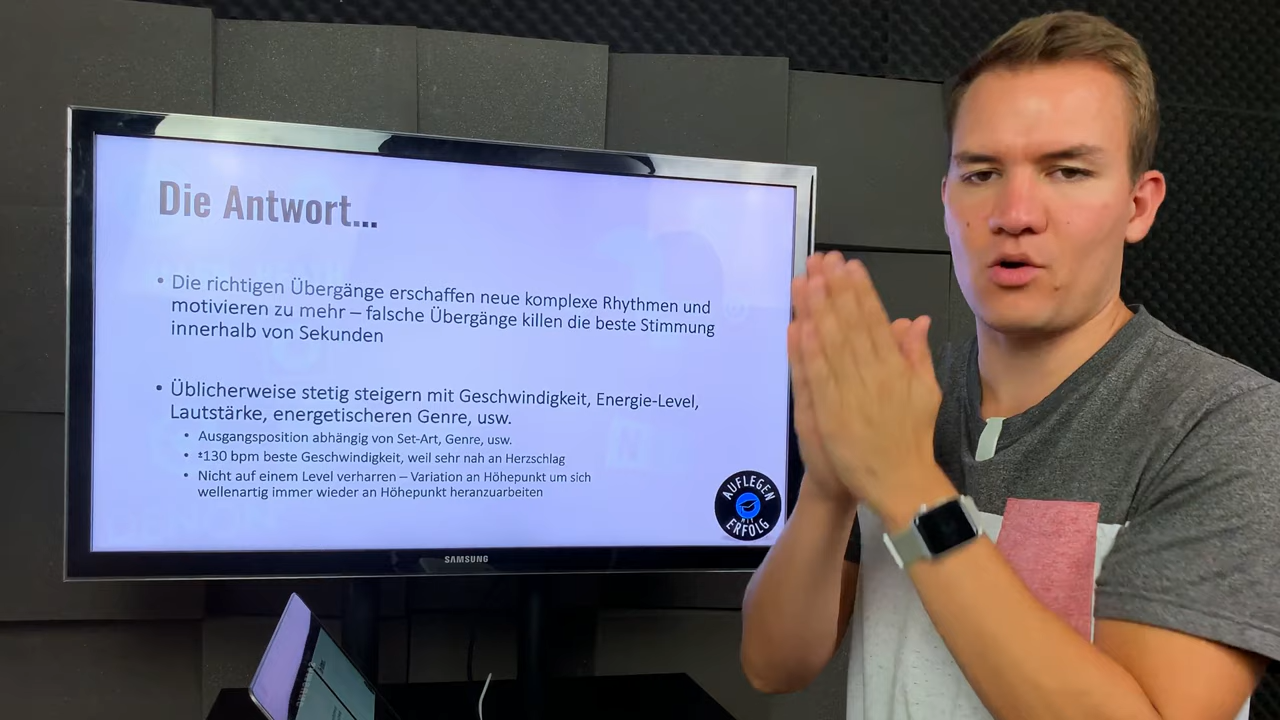 Die Antwort...
• Die richtigen Übergänge erschaffen neue komplexe Rhythmen und
motivieren zu mehr – falsche Übergänge killen die beste Stimmung
innerhalb von Sekunden
• Üblicherweise stetig steigern mit Geschwindigkeit, Energie-Level,
Lautstärke, energetischeren Genre, usw.
• Ausgangsposition abhängig von Set-Art, Genre, usw.
• ±130 bpm beste Geschwindigkeit, weil sehr nah an Herzschlag
• Nicht auf einem Level verharren – Variation an Höhepunkt um sich
wellenartig immer wieder an Höhepunkt heranzuarbeiten
AUFLEGEN
MIT
ERFOLG
SAMSUNG